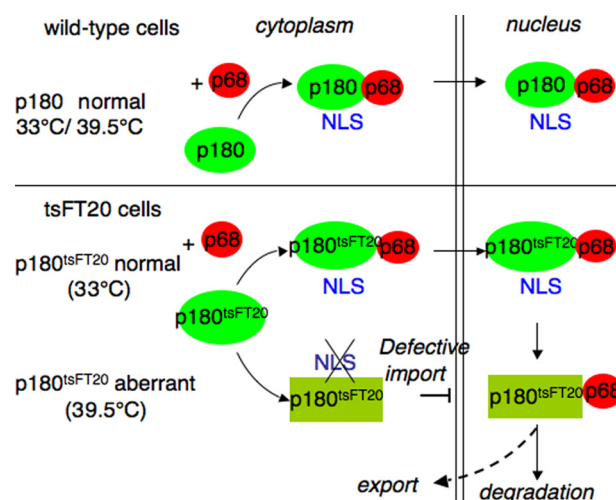 wild-type cells
cytoplasm
nucleus
+ p68
p180 p68
p180 p68
p180 normal
33°C/ 39.5°C
NLS
NLS
p180
tsFT20 cells
+ p68
p180tsFT20 p68
p180tsFT20 p68
p180tsFT20 normal
(33°C)
NLS
NLS
p180tsFT20
NLS
Defective
import
p180tsFT20 aberrant
(39.5°C)
p180tsFT20
p180tsFT20 p68
export
degradation